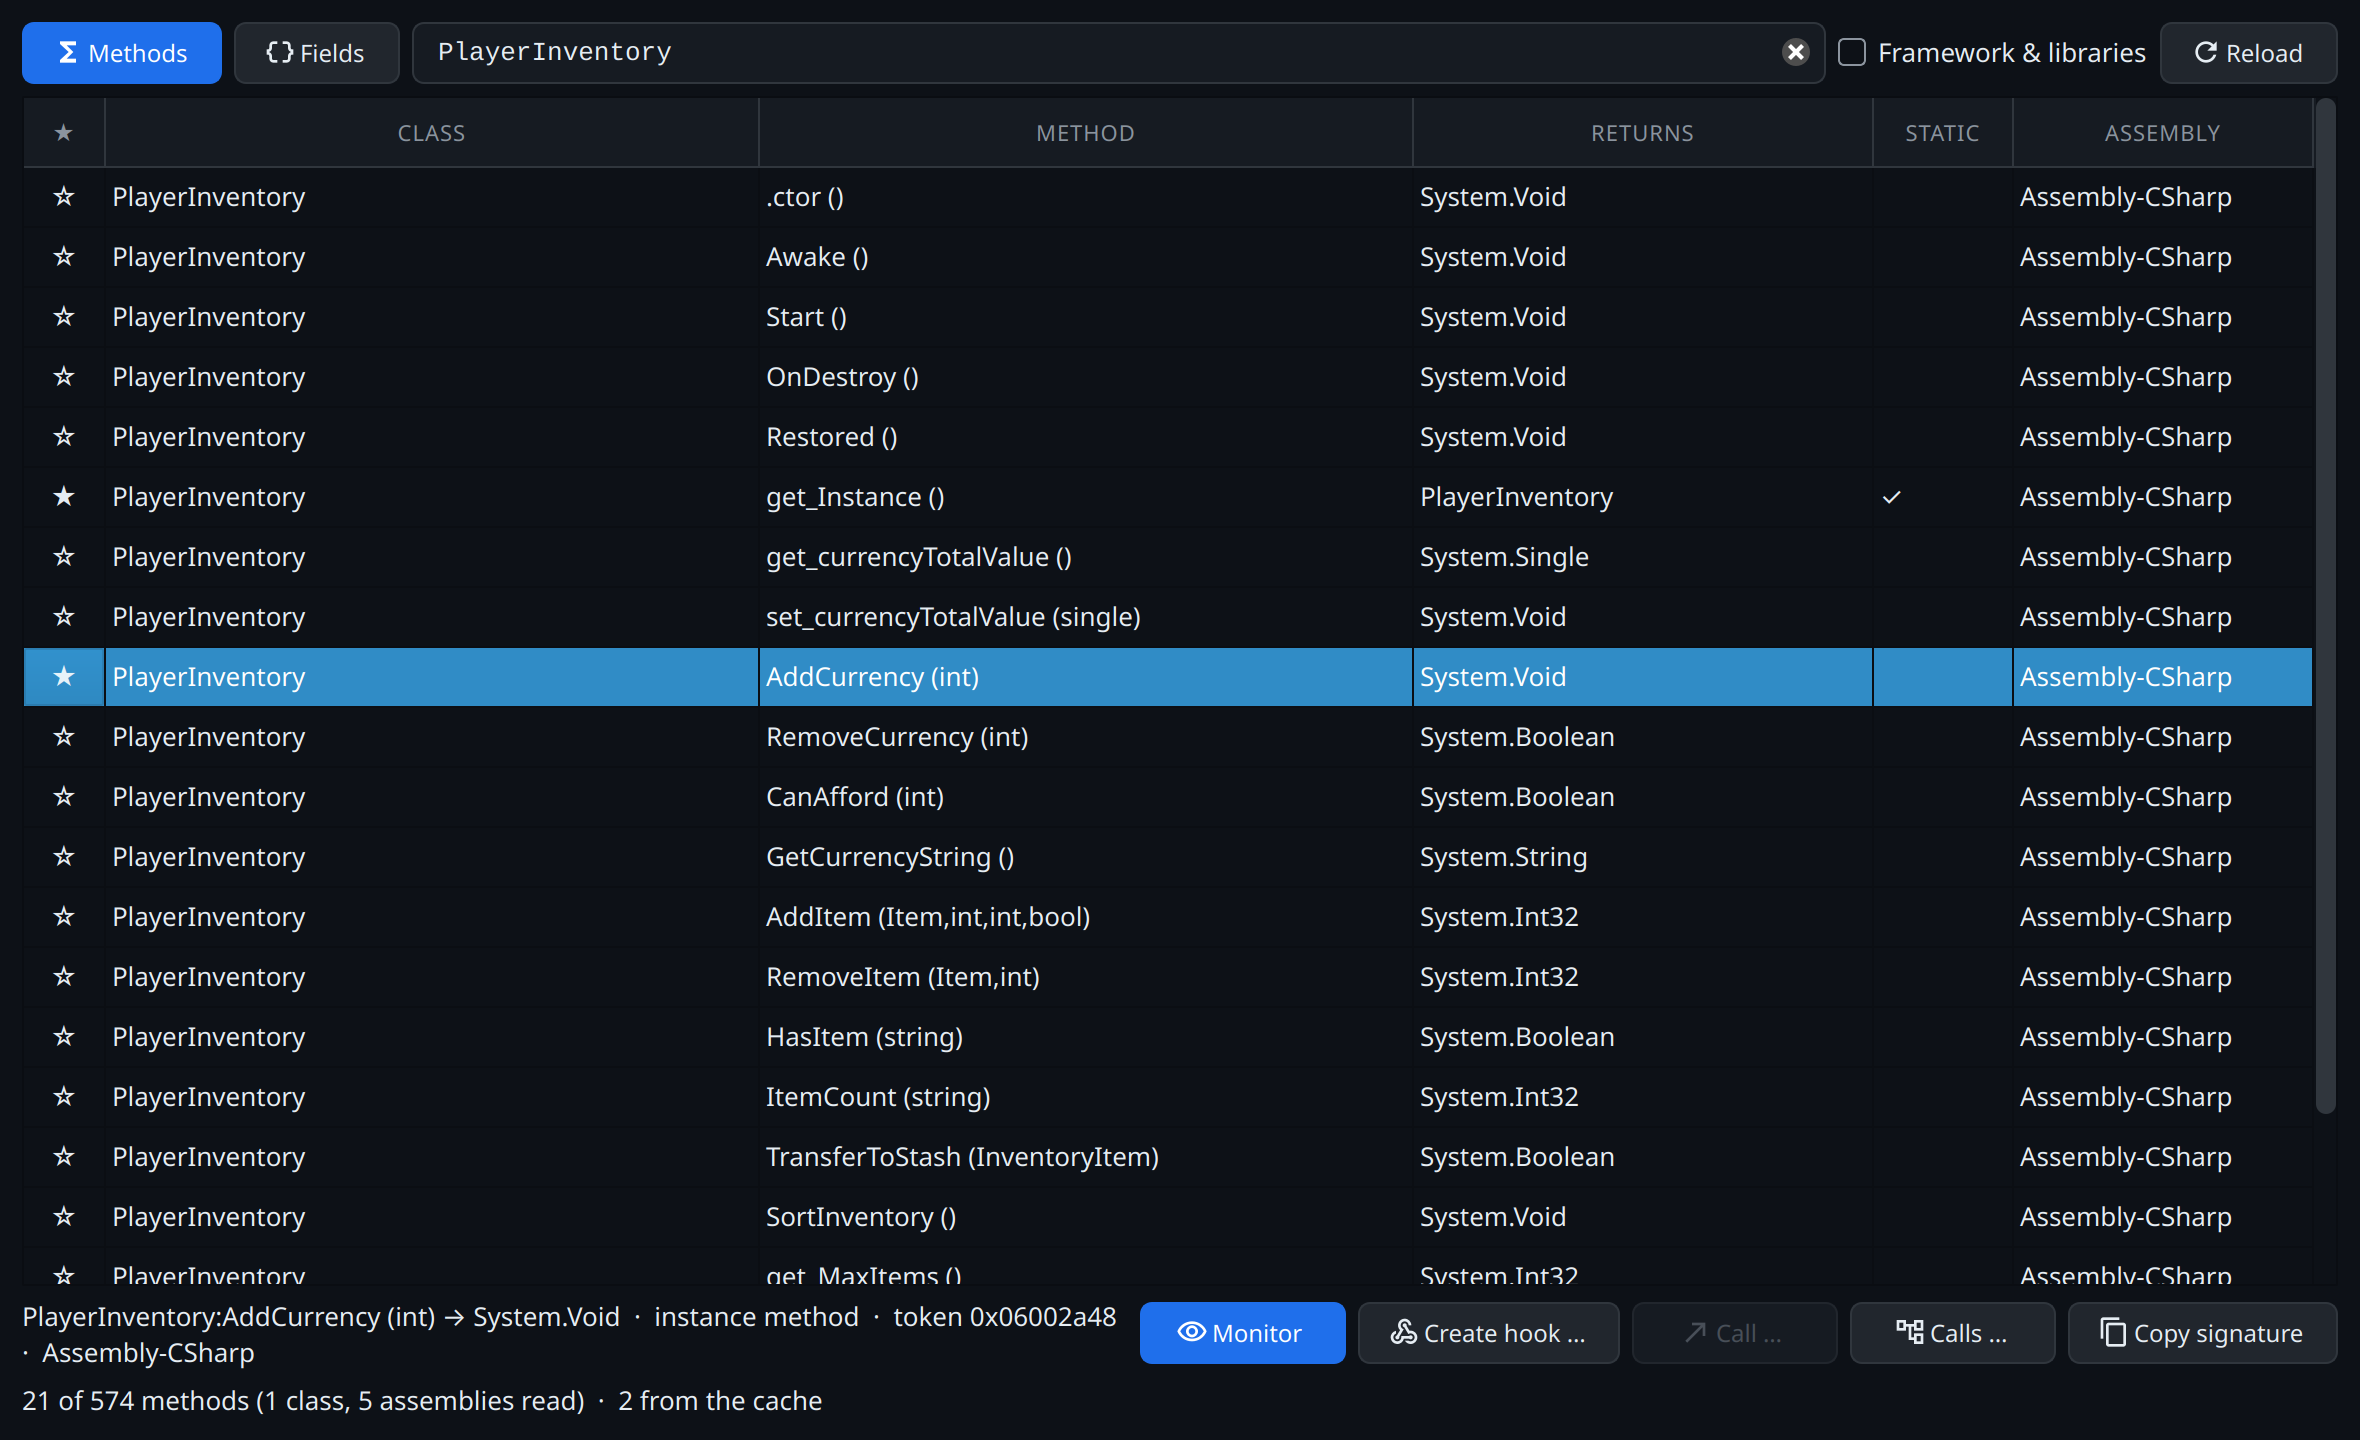 Σ Methods {} Fields PlayerInventory Framework & libraries Reload
★ CLASS METHOD RETURNS STATIC ASSEMBLY
☆ PlayerInventory .ctor () System.Void Assembly-CSharp
☆ PlayerInventory Awake () System.Void Assembly-CSharp
☆ PlayerInventory Start () System.Void Assembly-CSharp
☆ PlayerInventory OnDestroy () System.Void Assembly-CSharp
☆ PlayerInventory Restored () System.Void Assembly-CSharp
★ PlayerInventory get_Instance () PlayerInventory ✓ Assembly-CSharp
☆ PlayerInventory get_currencyTotalValue () System.Single Assembly-CSharp
☆ PlayerInventory set_currencyTotalValue (single) System.Void Assembly-CSharp
★ PlayerInventory AddCurrency (int) System.Void Assembly-CSharp
☆ PlayerInventory RemoveCurrency (int) System.Boolean Assembly-CSharp
☆ PlayerInventory CanAfford (int) System.Boolean Assembly-CSharp
☆ PlayerInventory GetCurrencyString () System.String Assembly-CSharp
☆ PlayerInventory AddItem (Item,int,int,bool) System.Int32 Assembly-CSharp
☆ PlayerInventory RemoveItem (Item,int) System.Int32 Assembly-CSharp
☆ PlayerInventory HasItem (string) System.Boolean Assembly-CSharp
☆ PlayerInventory ItemCount (string) System.Int32 Assembly-CSharp
☆ PlayerInventory TransferToStash (InventoryItem) System.Boolean Assembly-CSharp
☆ PlayerInventory SortInventory () System.Void Assembly-CSharp
☆ PlayerInventory get_MaxItems () System.Int32 Assembly-CSharp
PlayerInventory:AddCurrency (int) → System.Void · instance method · token 0x06002a48
· Assembly-CSharp
Monitor Create hook ... Call ... Calls ... Copy signature
21 of 574 methods (1 class, 5 assemblies read) · 2 from the cache